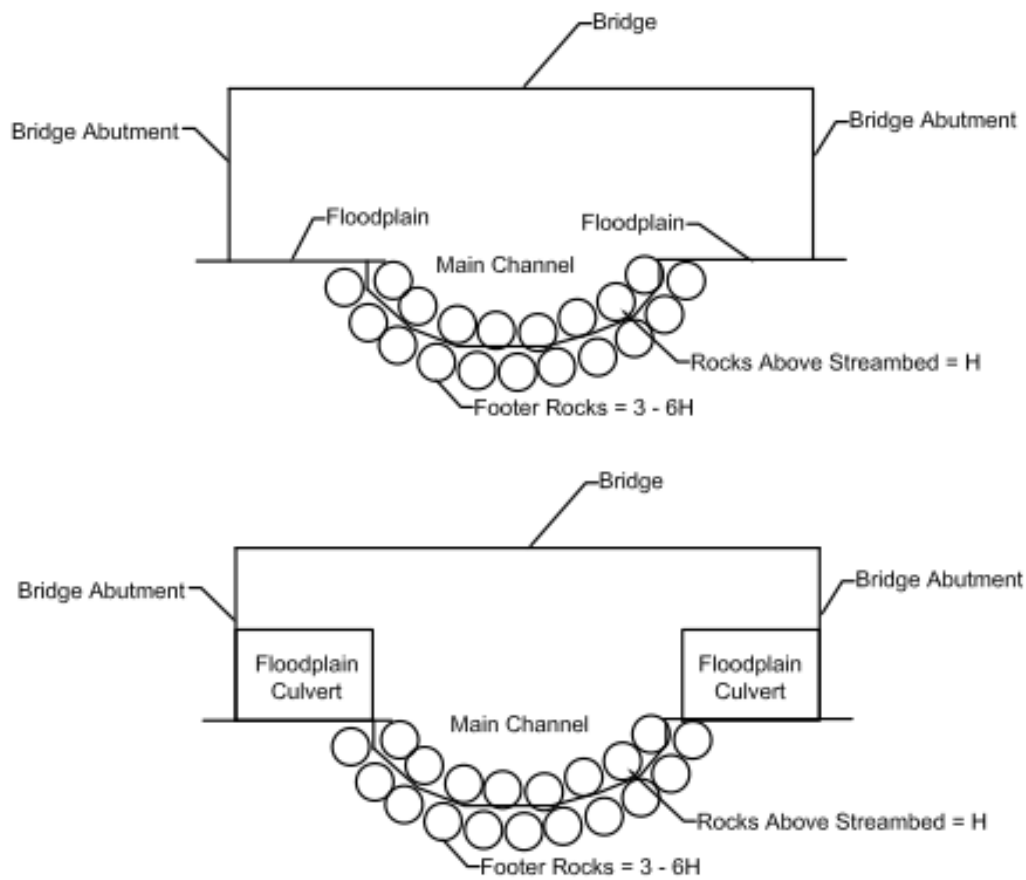 Bridge
Bridge Abutment
Bridge Abutment
Floodplain
Floodplain
Main Channel
Rocks Above Streambed = H
Footer Rocks = 3 - 6H
Bridge
Bridge Abutment
Bridge Abutment
Floodplain
Culvert
Floodplain
Culvert
Main Channel
Rocks Above Streambed = H
Footer Rocks = 3 - 6H